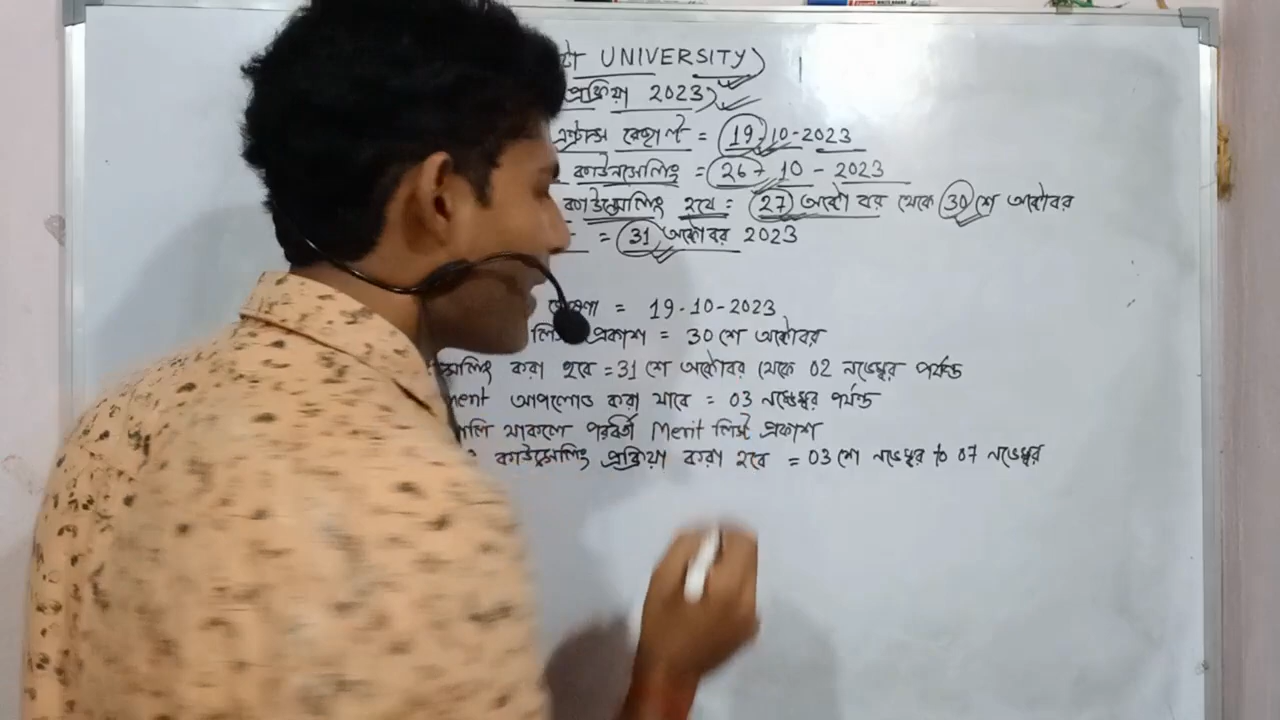 UNIVERSITY)
প্রক্রিয়া 2023)
এন্ট্রান্স রেজাল্ট = 19-10-2023
কাউনসেলিং = 26-10-2023
কাউন্সেলিং হবে = 27 অক্টোবর থেকে 30 শে অক্টোবর
= 31 অক্টোবর 2023
= 19-10-2023
প্রকাশ = 30 শে অক্টোবর
করা হবে = 31 শে অক্টোবর থেকে 02 নভেম্বর পর্যন্ত
আপলোড করা যাবে = 03 নভেম্বর পর্যন্ত
থাকলে পরবর্তী Merit লিস্ট প্রকাশ
কাউন্সেলিং প্রক্রিয়া করা হবে = 03 শে নভেম্বর to 07 নভেম্বর